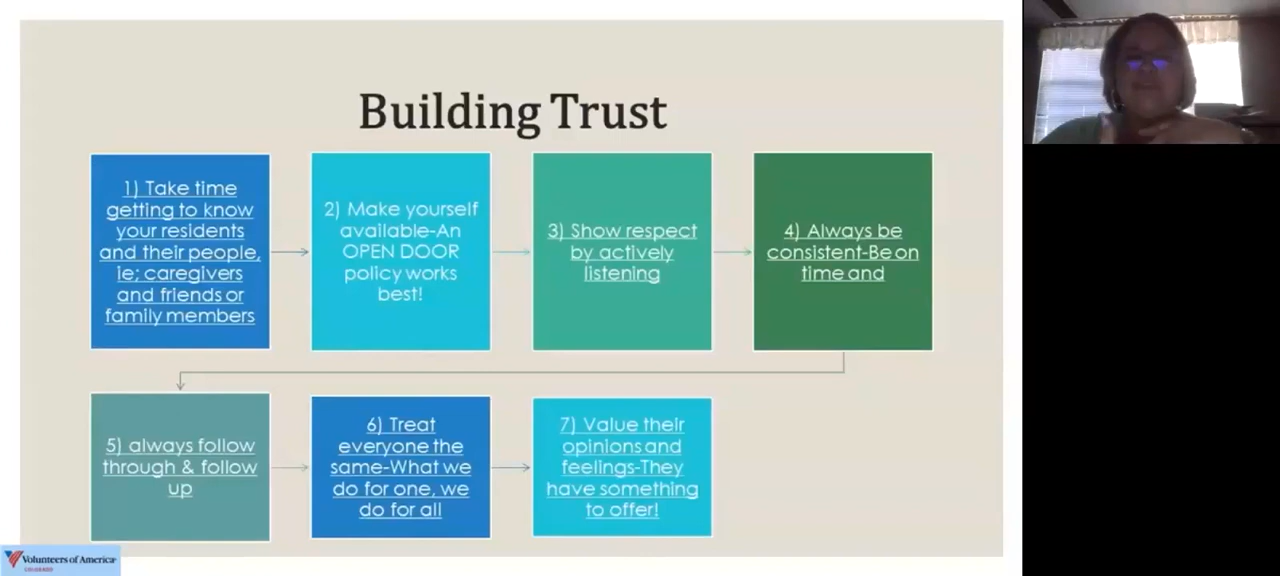 Building Trust
1) Take time
getting to know
your residents
and their people,
ie; caregivers
and friends or
family members
2) Make yourself
available-An
OPEN DOOR
policy works
best!
3) Show respect
by actively
listening
4) Always be
consistent-Be on
time and
5) always follow
through & follow
up
6) Treat
everyone the
same-What we
do for one, we
do for all
7) Value their
opinions and
feelings-They
have something
to offer!
Volunteers of America